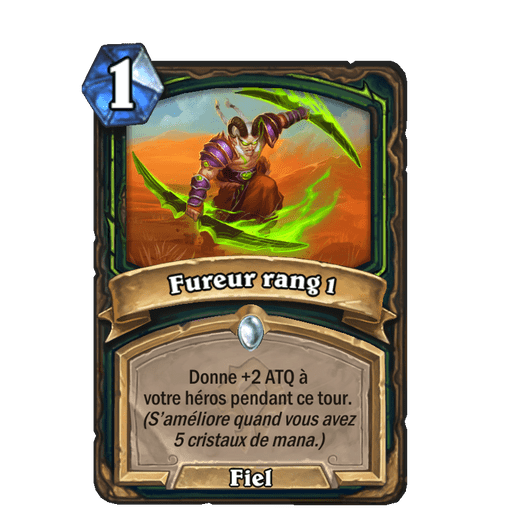 1
Fureur rang 1
Donne +2 ATQ à
votre héros pendant ce tour.
(S'améliore quand vous avez
5 cristaux de mana.)
Fiel